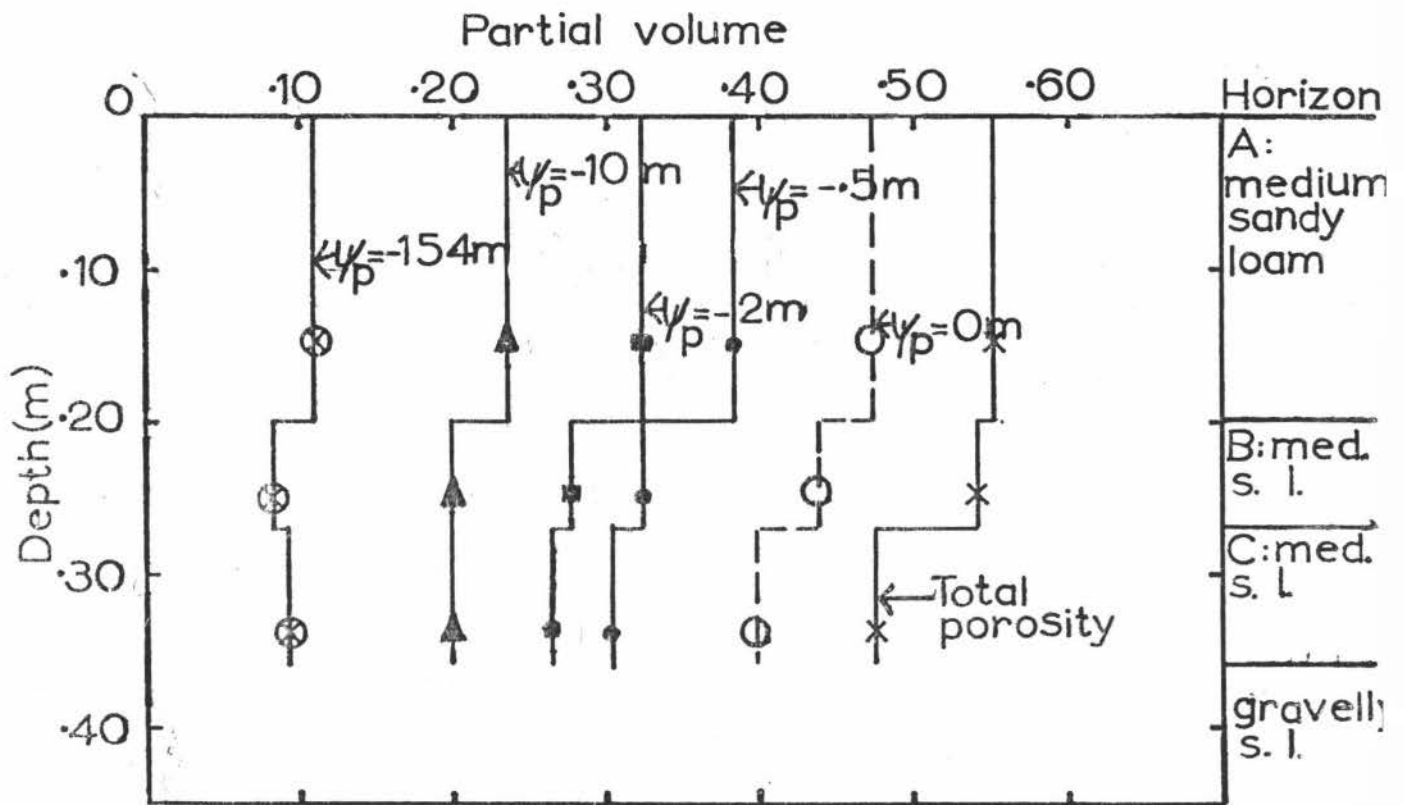 Partial volume
0 ·10 ·20 ·30 ·40 ·50 ·60
Horizon
A:
medium
sandy
loam
B:med.
s. l.
C:med.
s. l.
gravelly
s. l.
Depth(m)
·10
·20
·30
·40
ψp=-154m
ψp=-10 m
ψp=-2m
ψp=-·5m
ψp=0m
Total
porosity